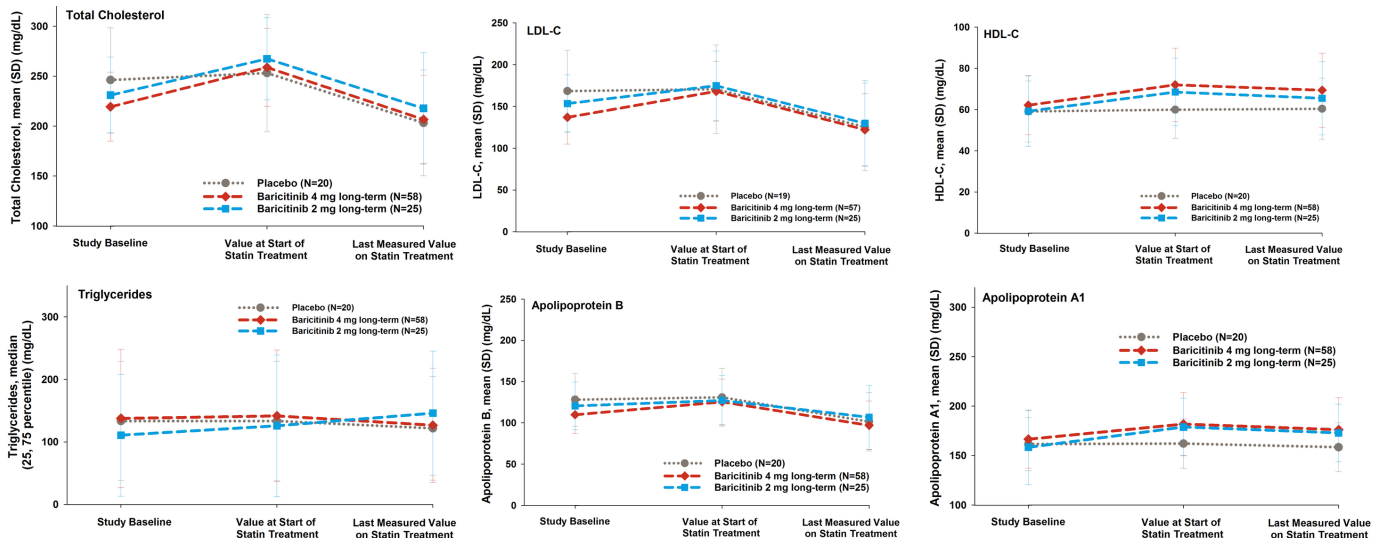 Total Cholesterol
Total Cholesterol, mean (SD) (mg/dL)
300
250
200
150
100
Placebo (N=20)
Baricitinib 4 mg long-term (N=58)
Baricitinib 2 mg long-term (N=25)
Study Baseline
Value at Start of
Statin Treatment
Last Measured Value
on Statin Treatment
LDL-C
LDL-C, mean (SD) (mg/dL)
250
200
150
100
50
0
Placebo (N=19)
Baricitinib 4 mg long-term (N=57)
Baricitinib 2 mg long-term (N=25)
Study Baseline
Value at Start of
Statin Treatment
Last Measured Value
on Statin Treatment
HDL-C
HDL-C, mean (SD) (mg/dL)
100
80
60
40
20
0
Placebo (N=20)
Baricitinib 4 mg long-term (N=58)
Baricitinib 2 mg long-term (N=25)
Study Baseline
Value at Start of
Statin Treatment
Last Measured Value
on Statin Treatment
Triglycerides
Triglycerides, median
(25, 75 percentile) (mg/dL)
300
200
100
0
Placebo (N=20)
Baricitinib 4 mg long-term (N=58)
Baricitinib 2 mg long-term (N=25)
Study Baseline
Value at Start of
Statin Treatment
Last Measured Value
on Statin Treatment
Apolipoprotein B
Apolipoprotein B, mean (SD) (mg/dL)
250
200
150
100
50
0
Placebo (N=20)
Baricitinib 4 mg long-term (N=58)
Baricitinib 2 mg long-term (N=25)
Study Baseline
Value at Start of
Statin Treatment
Last Measured Value
on Statin Treatment
Apolipoprotein A1
Apolipoprotein A1, mean (SD) (mg/dL)
300
250
200
150
100
Placebo (N=20)
Baricitinib 4 mg long-term (N=58)
Baricitinib 2 mg long-term (N=25)
Study Baseline
Value at Start of
Statin Treatment
Last Measured Value
on Statin Treatment